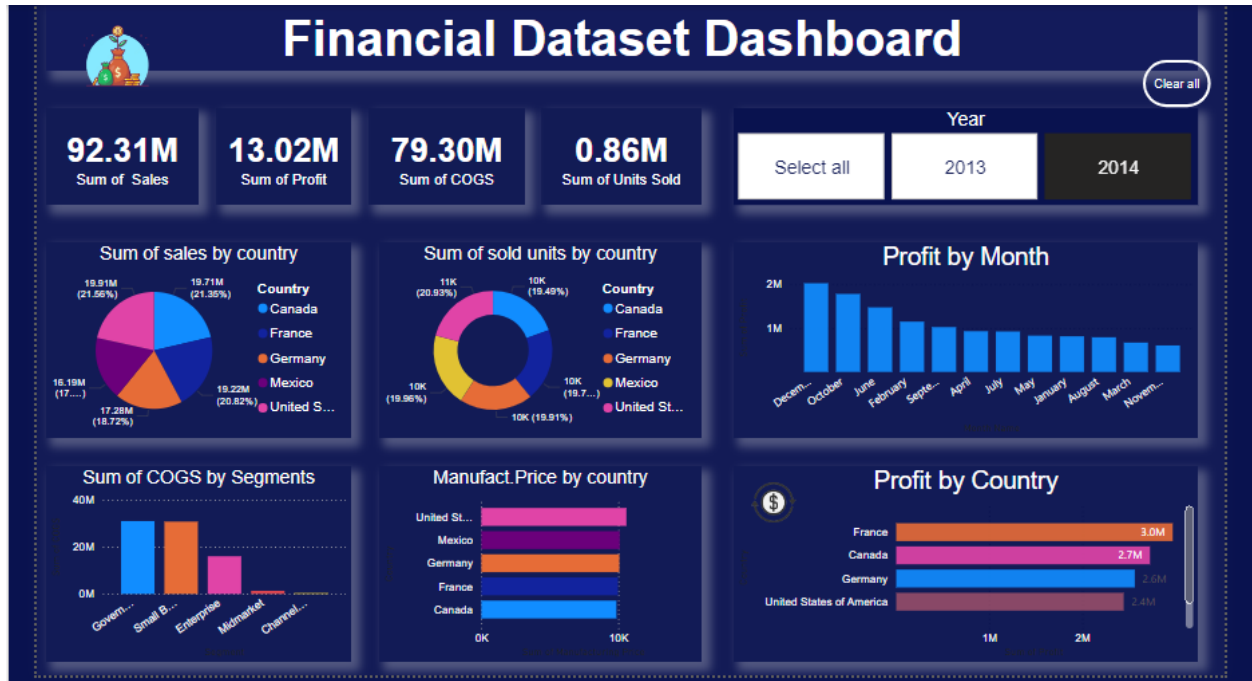 Financial Dataset Dashboard
Clear all
92.31M
Sum of Sales
13.02M
Sum of Profit
79.30M
Sum of COGS
0.86M
Sum of Units Sold
Year
Select all
2013
2014
Sum of sales by country
19.91M
(21.56%)
19.71M
(21.35%)
16.19M
(17....)
17.28M
(18.72%)
19.22M
(20.82%)
Country
Canada
France
Germany
Mexico
United S...
Sum of sold units by country
11K
(20.93%)
10K
(19.49%)
10K
(19.96%)
10K
(19.7...)
10K (19.91%)
Country
Canada
France
Germany
Mexico
United St...
Profit by Month
2M
1M
Decem...
October
June
February
Septe...
April
July
May
January
August
March
Novem...
Sum of COGS by Segments
40M
20M
0M
Govern...
Small B...
Enterprise
Midmarket
Channel...
Manufact.Price by country
United St...
Mexico
Germany
France
Canada
0K
10K
Profit by Country
$
France
3.0M
Canada
2.7M
Germany
2.6M
United States of America
2.4M
1M
2M